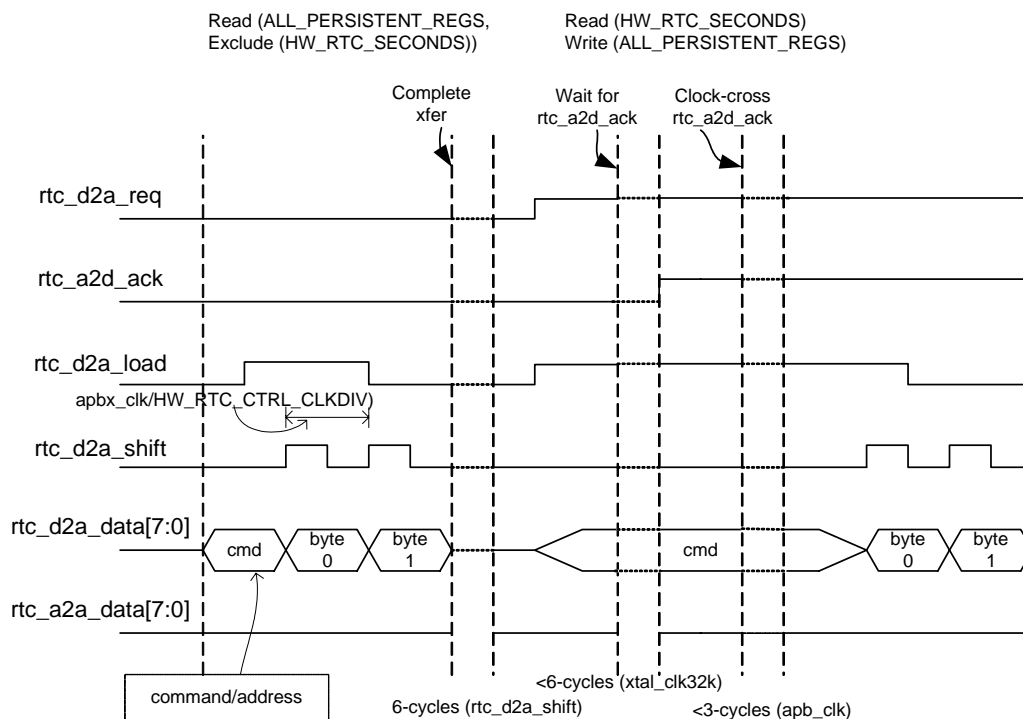 Read (ALL_PERSISTENT_REGS,
Exclude (HW_RTC_SECONDS))
Read (HW_RTC_SECONDS)
Write (ALL_PERSISTENT_REGS)
Complete
xfer
Wait for
rtc_a2d_ack
Clock-cross
rtc_a2d_ack
rtc_d2a_req
rtc_a2d_ack
rtc_d2a_load
apbx_clk/HW_RTC_CTRL_CLKDIV)
rtc_d2a_shift
rtc_d2a_data[7:0]
cmd
byte
0
byte
1
cmd
byte
0
byte
1
rtc_a2a_data[7:0]
command/address
6-cycles (rtc_d2a_shift)
<6-cycles (xtal_clk32k)
<3-cycles (apb_clk)